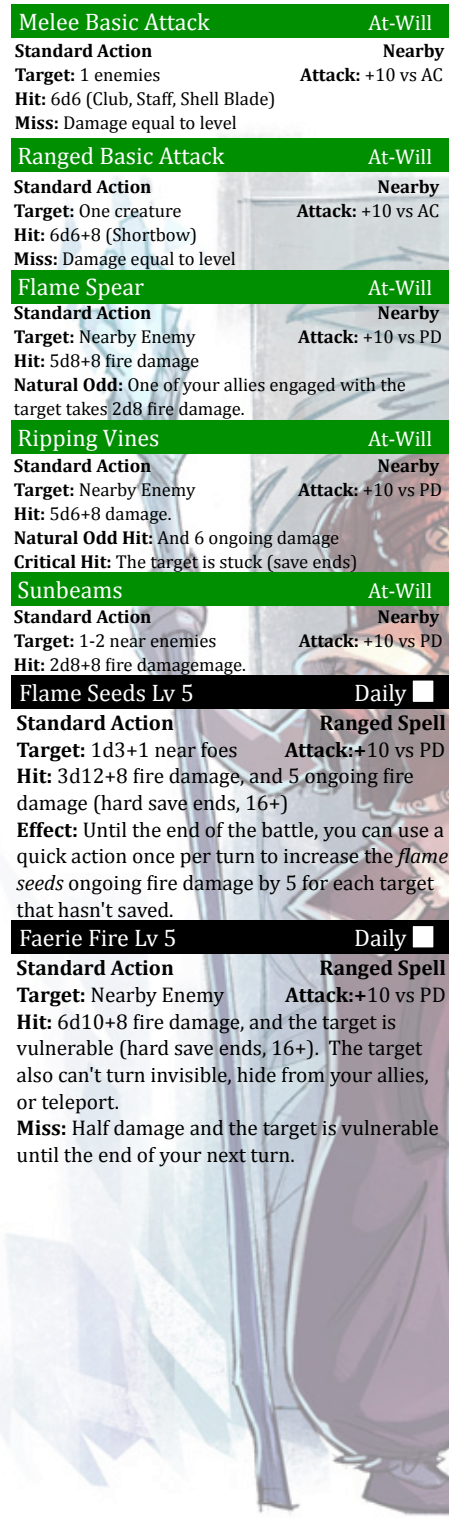 Melee Basic Attack At-Will
Standard Action Nearby
Target: 1 enemies Attack: +10 vs AC
Hit: 6d6 (Club, Staff, Shell Blade)
Miss: Damage equal to level
Ranged Basic Attack At-Will
Standard Action Nearby
Target: One creature Attack: +10 vs AC
Hit: 6d6+8 (Shortbow)
Miss: Damage equal to level
Flame Spear At-Will
Standard Action Nearby
Target: Nearby Enemy Attack: +10 vs PD
Hit: 5d8+8 fire damage
Natural Odd: One of your allies engaged with the
target takes 2d8 fire damage.
Ripping Vines At-Will
Standard Action Nearby
Target: Nearby Enemy Attack: +10 vs PD
Hit: 5d6+8 damage.
Natural Odd Hit: And 6 ongoing damage
Critical Hit: The target is stuck (save ends)
Sunbeams At-Will
Standard Action Nearby
Target: 1-2 near enemies Attack: +10 vs PD
Hit: 2d8+8 fire damagemage.
Flame Seeds Lv 5 Daily
Standard Action Ranged Spell
Target: 1d3+1 near foes Attack:+10 vs PD
Hit: 3d12+8 fire damage, and 5 ongoing fire
damage (hard save ends, 16+)
Effect: Until the end of the battle, you can use a
quick action once per turn to increase the flame
seeds ongoing fire damage by 5 for each target
that hasn't saved.
Faerie Fire Lv 5 Daily
Standard Action Ranged Spell
Target: Nearby Enemy Attack:+10 vs PD
Hit: 6d10+8 fire damage, and the target is
vulnerable (hard save ends, 16+). The target
also can't turn invisible, hide from your allies,
or teleport.
Miss: Half damage and the target is vulnerable
until the end of your next turn.